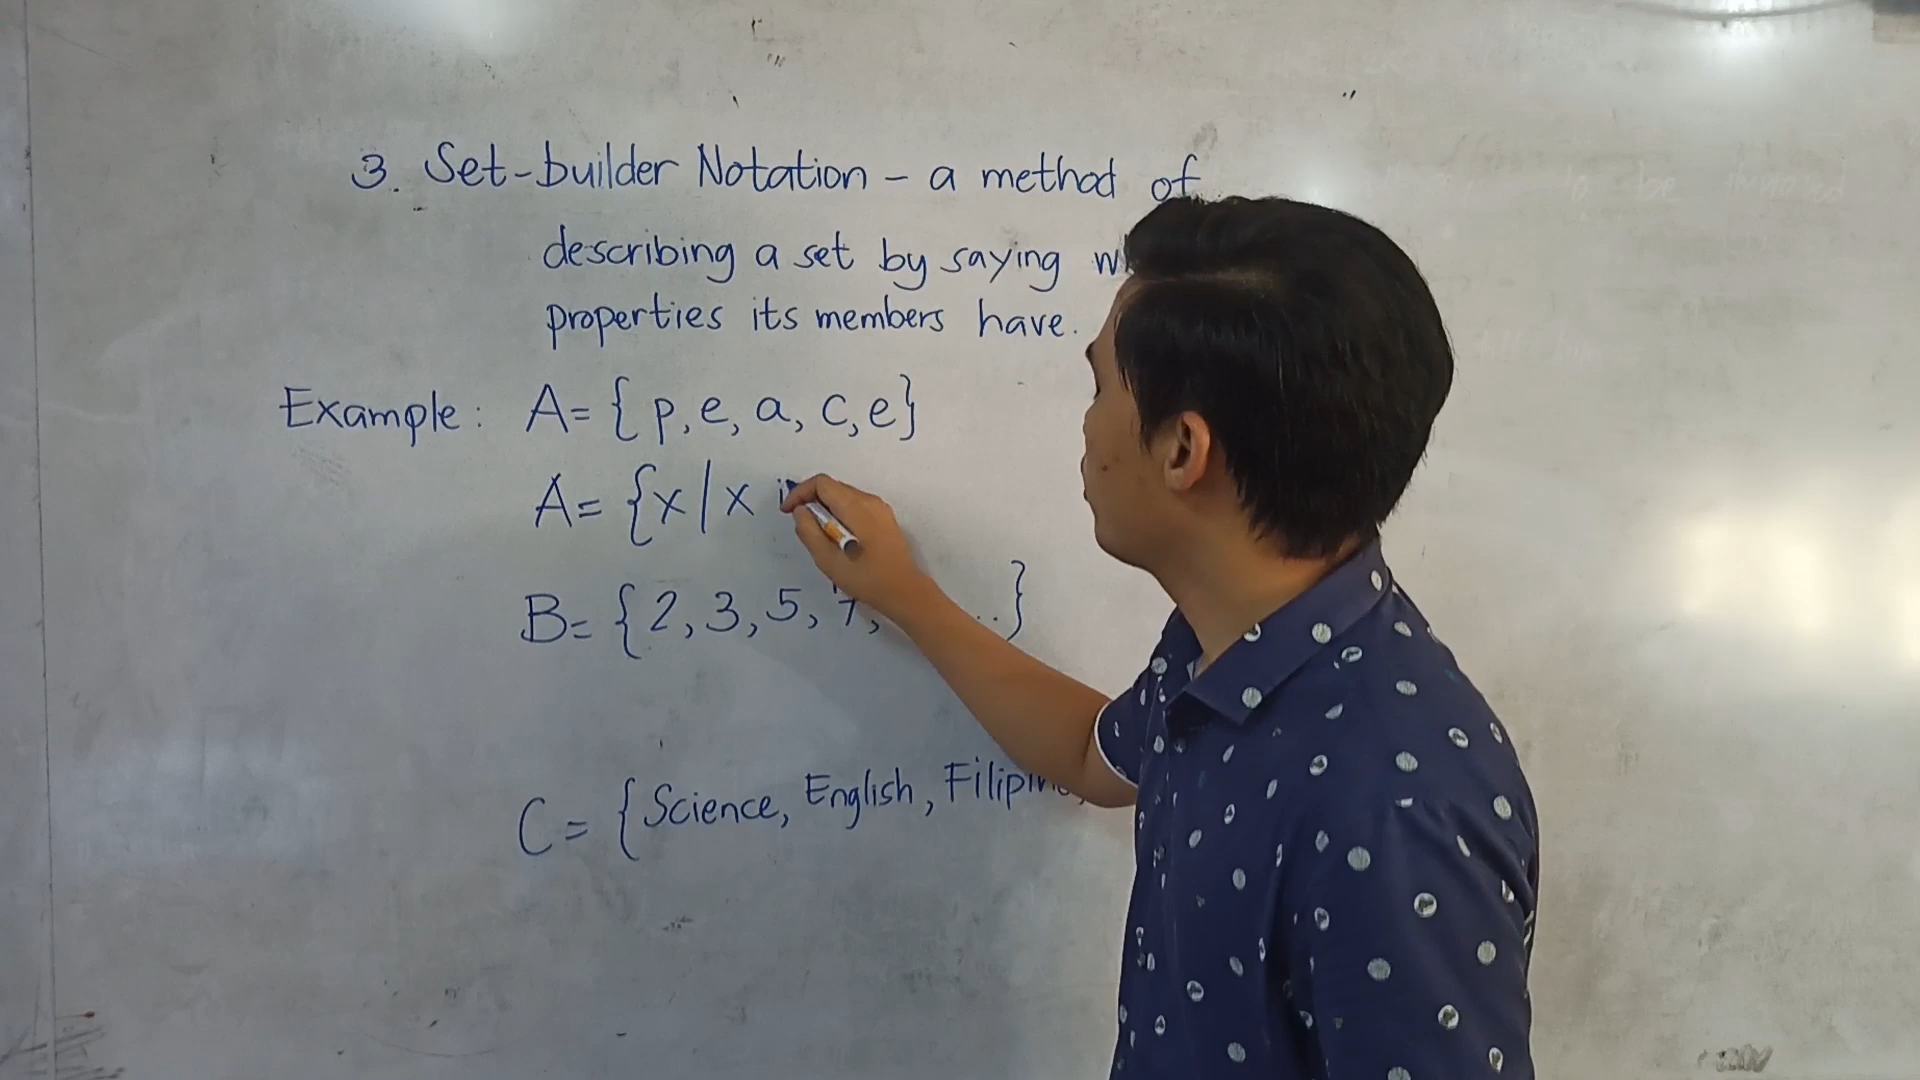 3. Set-builder Notation - a method of
describing a set by saying
properties its members have.
Example: A= { p, e, a, c, e}
A= {x/x
B= {2, 3, 5, 7, ..}
C= {Science, English,